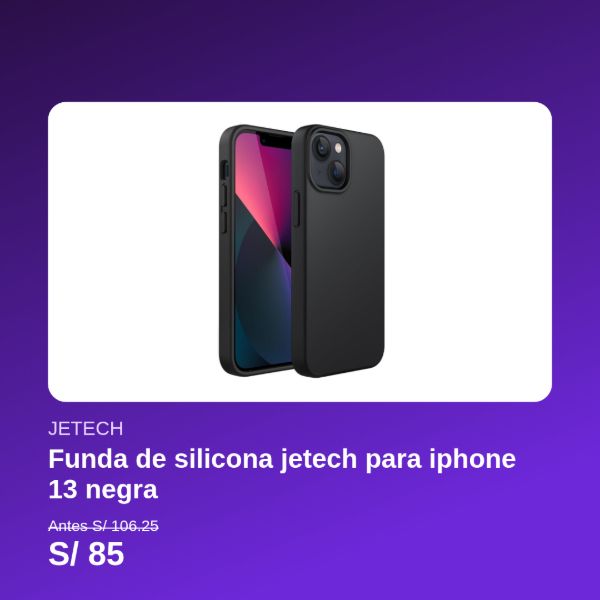 JETECH
Funda de silicona jetech para iphone
13 negra
Antes S/ 106.25
S/ 85